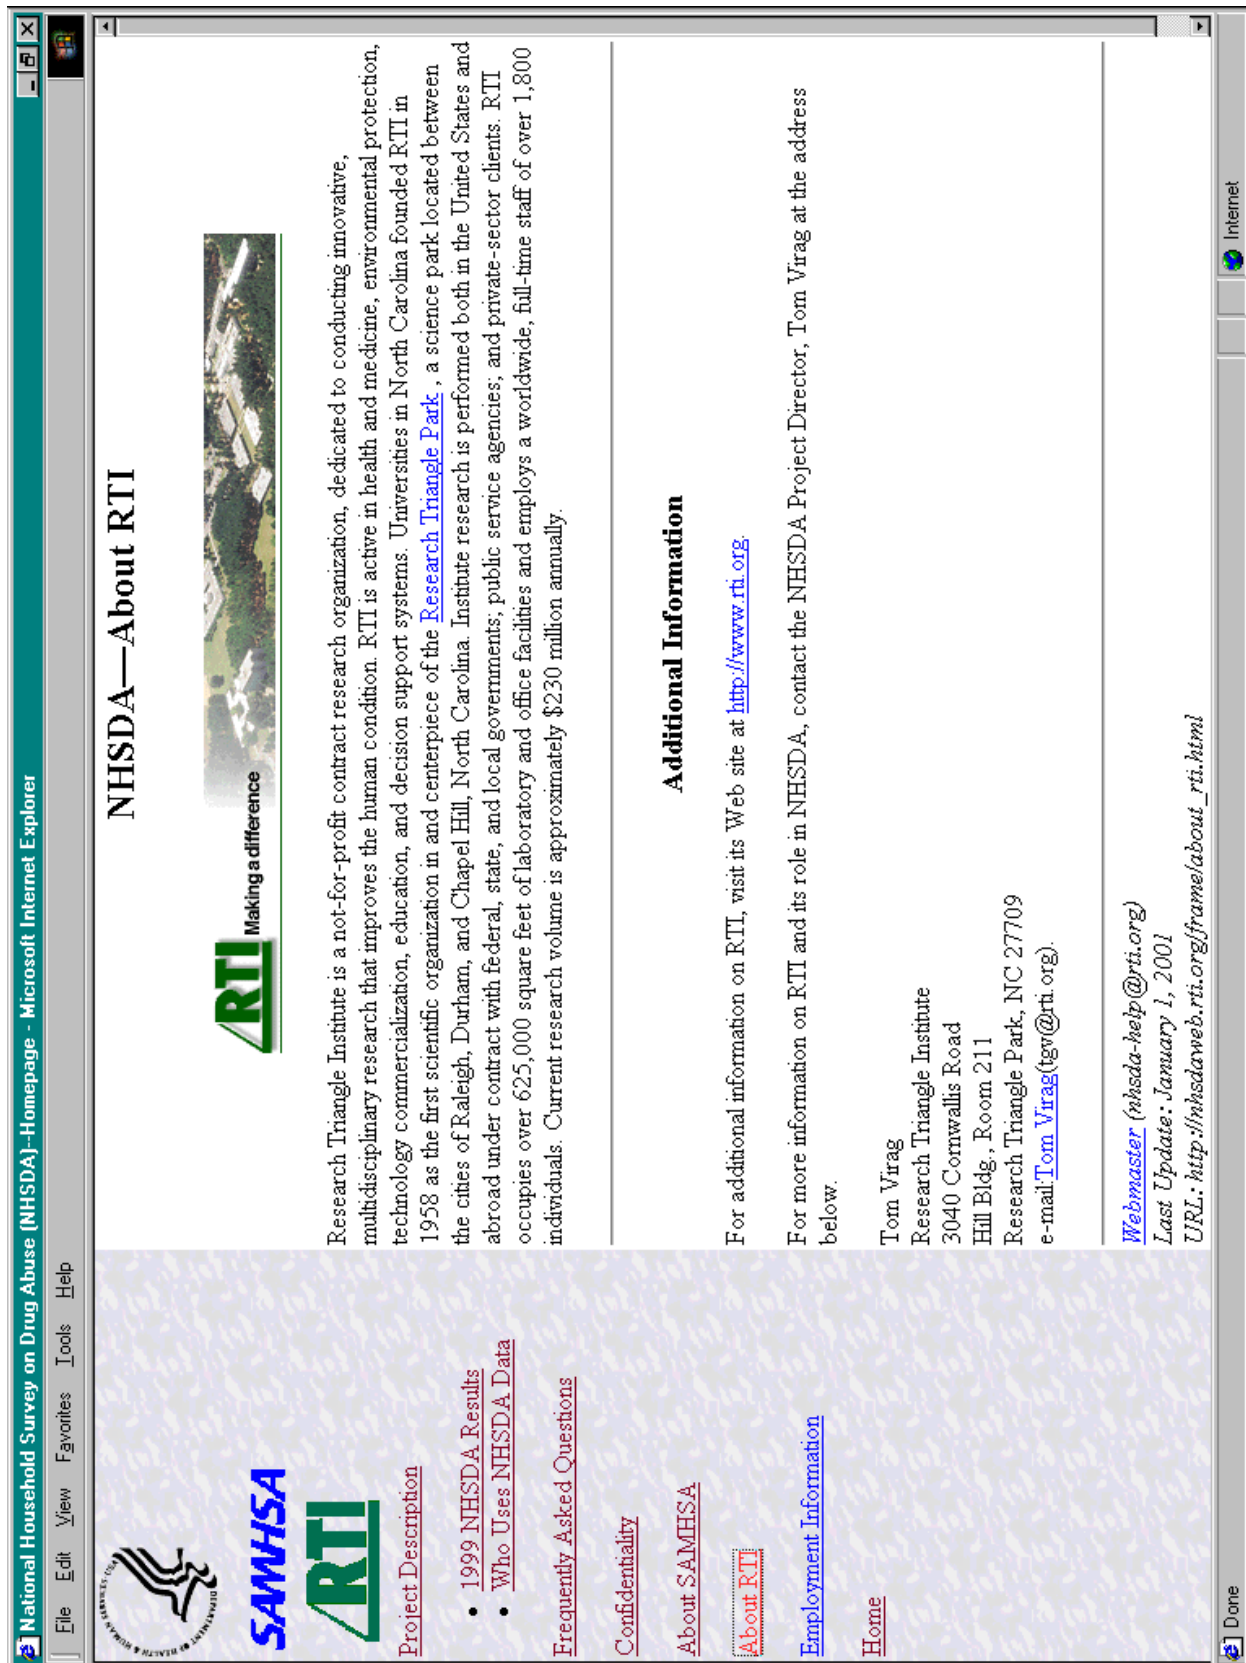 National Household Survey on Drug Abuse (NHSDA)--Homepage - Microsoft Internet Explorer
File Edit View Favorites Tools Help
DEPARTMENT OF HEALTH & HUMAN SERVICES • USA
SAMHSA
RTI
Project Description
• 1999 NHSDA Results
• Who Uses NHSDA Data
Frequently Asked Questions
Confidentiality
About SAMHSA
About RTI
Employment Information
Home
NHSDA—About RTI
RTI Making a difference
Research Triangle Institute is a not-for-profit contract research organization, dedicated to conducting innovative,
multidisciplinary research that improves the human condition. RTI is active in health and medicine, environmental protection,
technology commercialization, education, and decision support systems. Universities in North Carolina founded RTI in
1958 as the first scientific organization in and centerpiece of the Research Triangle Park , a science park located between
the cities of Raleigh, Durham, and Chapel Hill, North Carolina. Institute research is performed both in the United States and
abroad under contract with federal, state, and local governments; public service agencies; and private-sector clients. RTI
occupies over 625,000 square feet of laboratory and office facilities and employs a worldwide, full-time staff of over 1,800
individuals. Current research volume is approximately $230 million annually.
Additional Information
For additional information on RTI, visit its Web site at http://www.rti.org.
For more information on RTI and its role in NHSDA, contact the NHSDA Project Director, Tom Virag at the address
below.
Tom Virag
Research Triangle Institute
3040 Cornwallis Road
Hill Bldg., Room 211
Research Triangle Park, NC 27709
e-mail:Tom Virag(tgv@rti.org).
Webmaster (nhsda-help@rti.org)
Last Update: January 1, 2001
URL: http://nhsdaweb.rti.org/frame/about_rti.html
Done
Internet